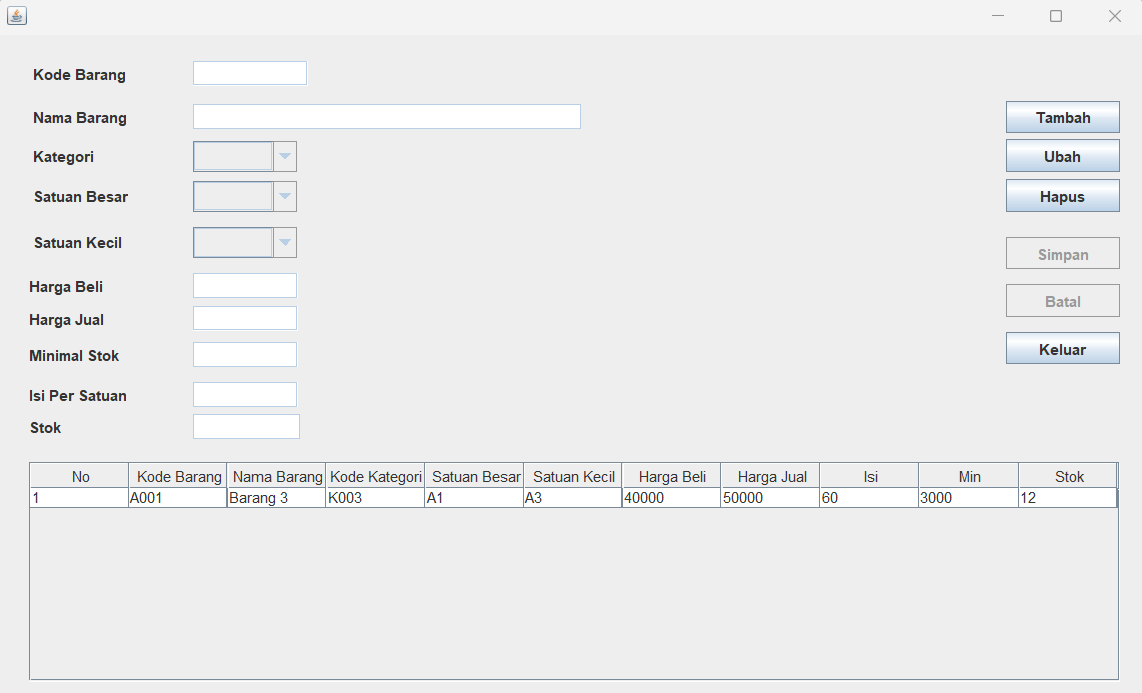 Kode Barang
Nama Barang
Tambah
Kategori
Ubah
Satuan Besar
Hapus
Satuan Kecil
Simpan
Harga Beli
Batal
Harga Jual
Minimal Stok
Keluar
Isi Per Satuan
Stok
No Kode Barang Nama Barang Kode Kategori Satuan Besar Satuan Kecil Harga Beli Harga Jual Isi Min Stok
1 A001 Barang 3 K003 A1 A3 40000 50000 60 3000 12